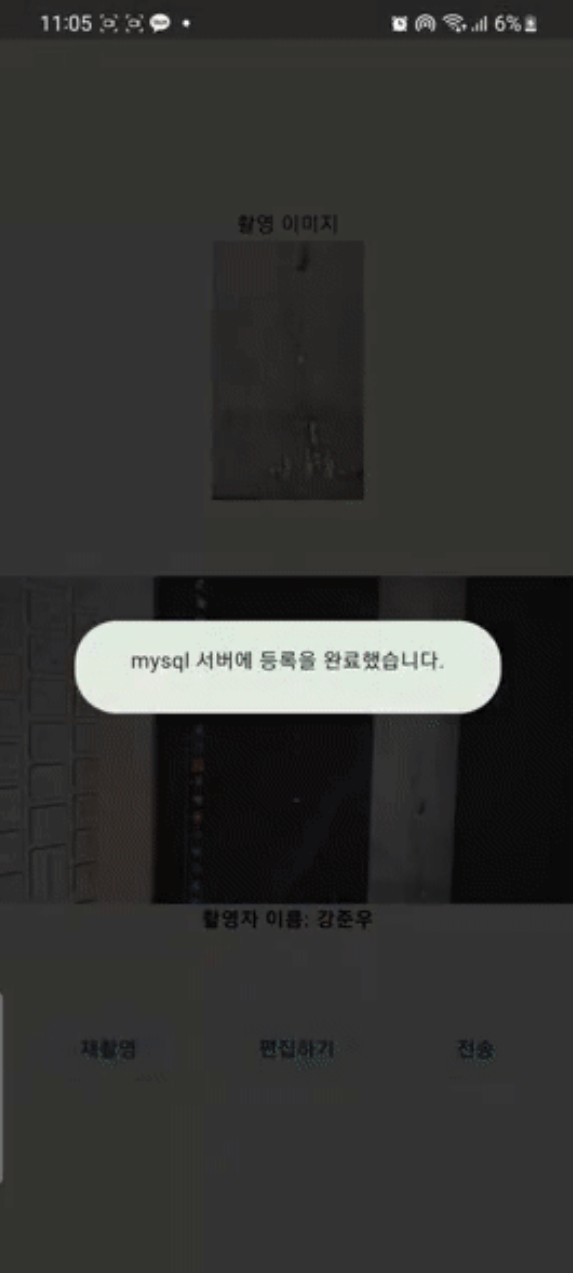 11:05
6%
촬영 이미지
mysql 서버에 등록을 완료했습니다.
촬영자 이름: 강준우
재촬영 편집하기 전송